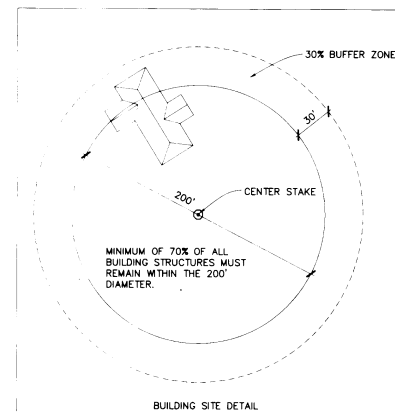 30% BUFFER ZONE
30'
200'
CENTER STAKE
MINIMUM OF 70% OF ALL
BUILDING STRUCTURES MUST
REMAIN WITHIN THE 200'
DIAMETER.
BUILDING SITE DETAIL